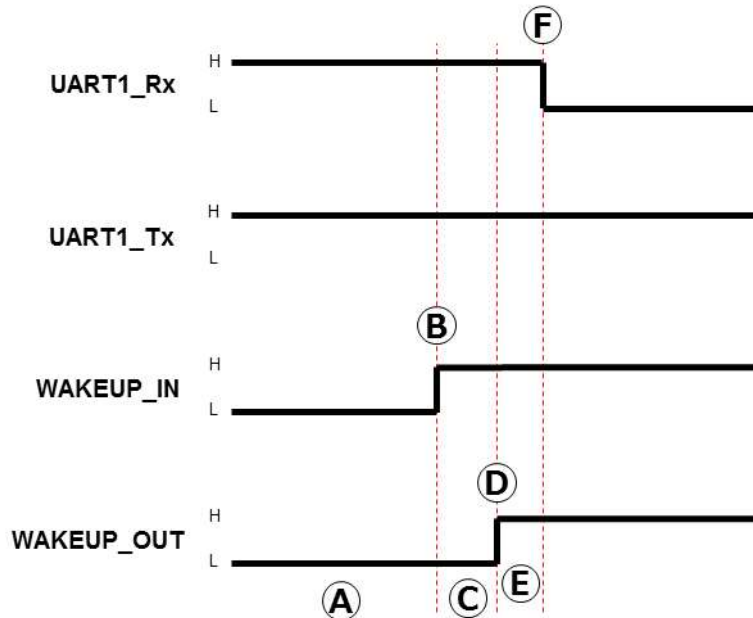 F
H
UART1_Rx
L
H
UART1_Tx
L
B
H
WAKEUP_IN
L
D
H
WAKEUP_OUT
L
E
A
C